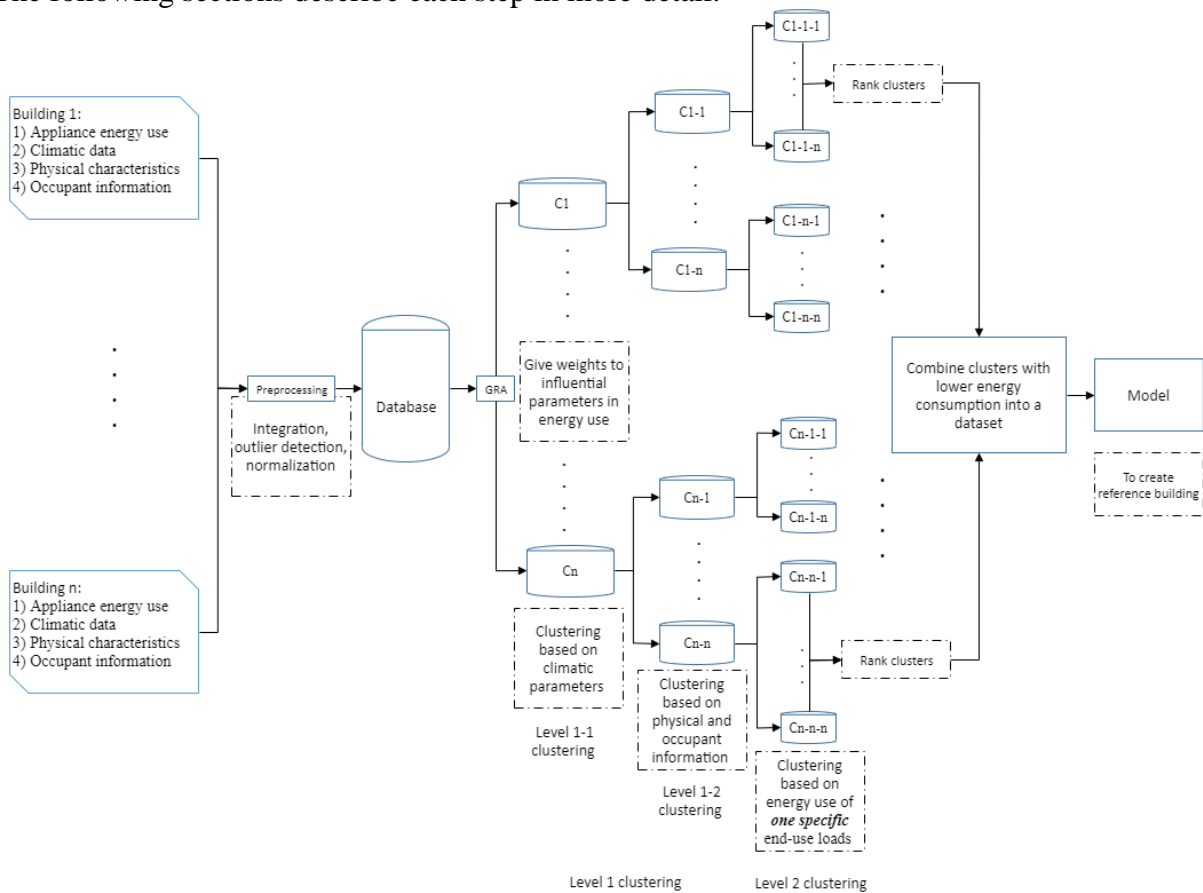 The following sections describe each step in more detail.
Building 1:
1) Appliance energy use
2) Climatic data
3) Physical characteristics
4) Occupant information
Building n:
1) Appliance energy use
2) Climatic data
3) Physical characteristics
4) Occupant information
Preprocessing
Integration,
outlier detection,
normalization
Database
GRA
Give weights to
influential
parameters in
energy use
C1
Cn
Clustering
based on
climatic
parameters
Level 1-1
clustering
C1-1
C1-n
Cn-1
Cn-n
Clustering
based on
physical and
occupant
information
Level 1-2
clustering
C1-1-1
C1-1-n
C1-n-1
C1-n-n
Cn-1-1
Cn-1-n
Cn-n-1
Cn-n-n
Clustering
based on
energy use of
one specific
end-use loads
Rank clusters
Rank clusters
Combine clusters with
lower energy
consumption into a
dataset
Model
To create
reference building
Level 1 clustering
Level 2 clustering